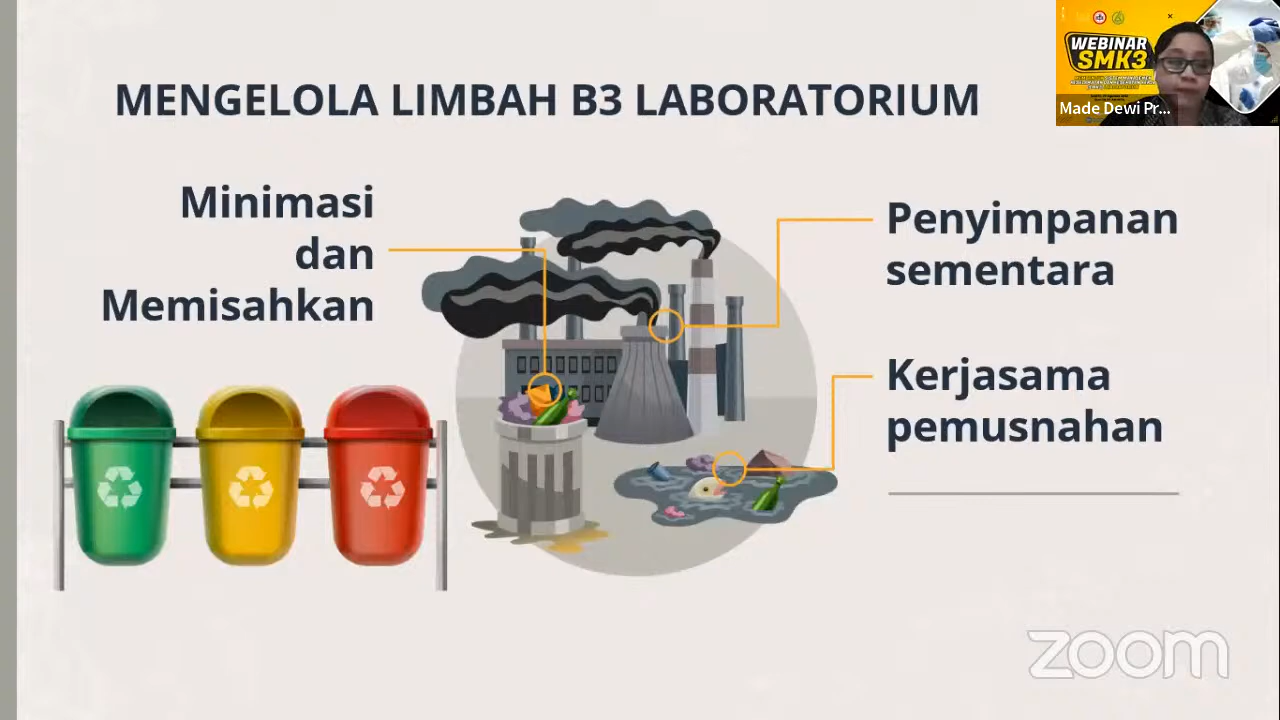 MENGELOLA LIMBAH B3 LABORATORIUM
Minimasi
dan
Memisahkan
Penyimpanan
sementara
Kerjasama
pemusnahan
WEBINAR
SMK3
Made Dewi Pr...
zoom